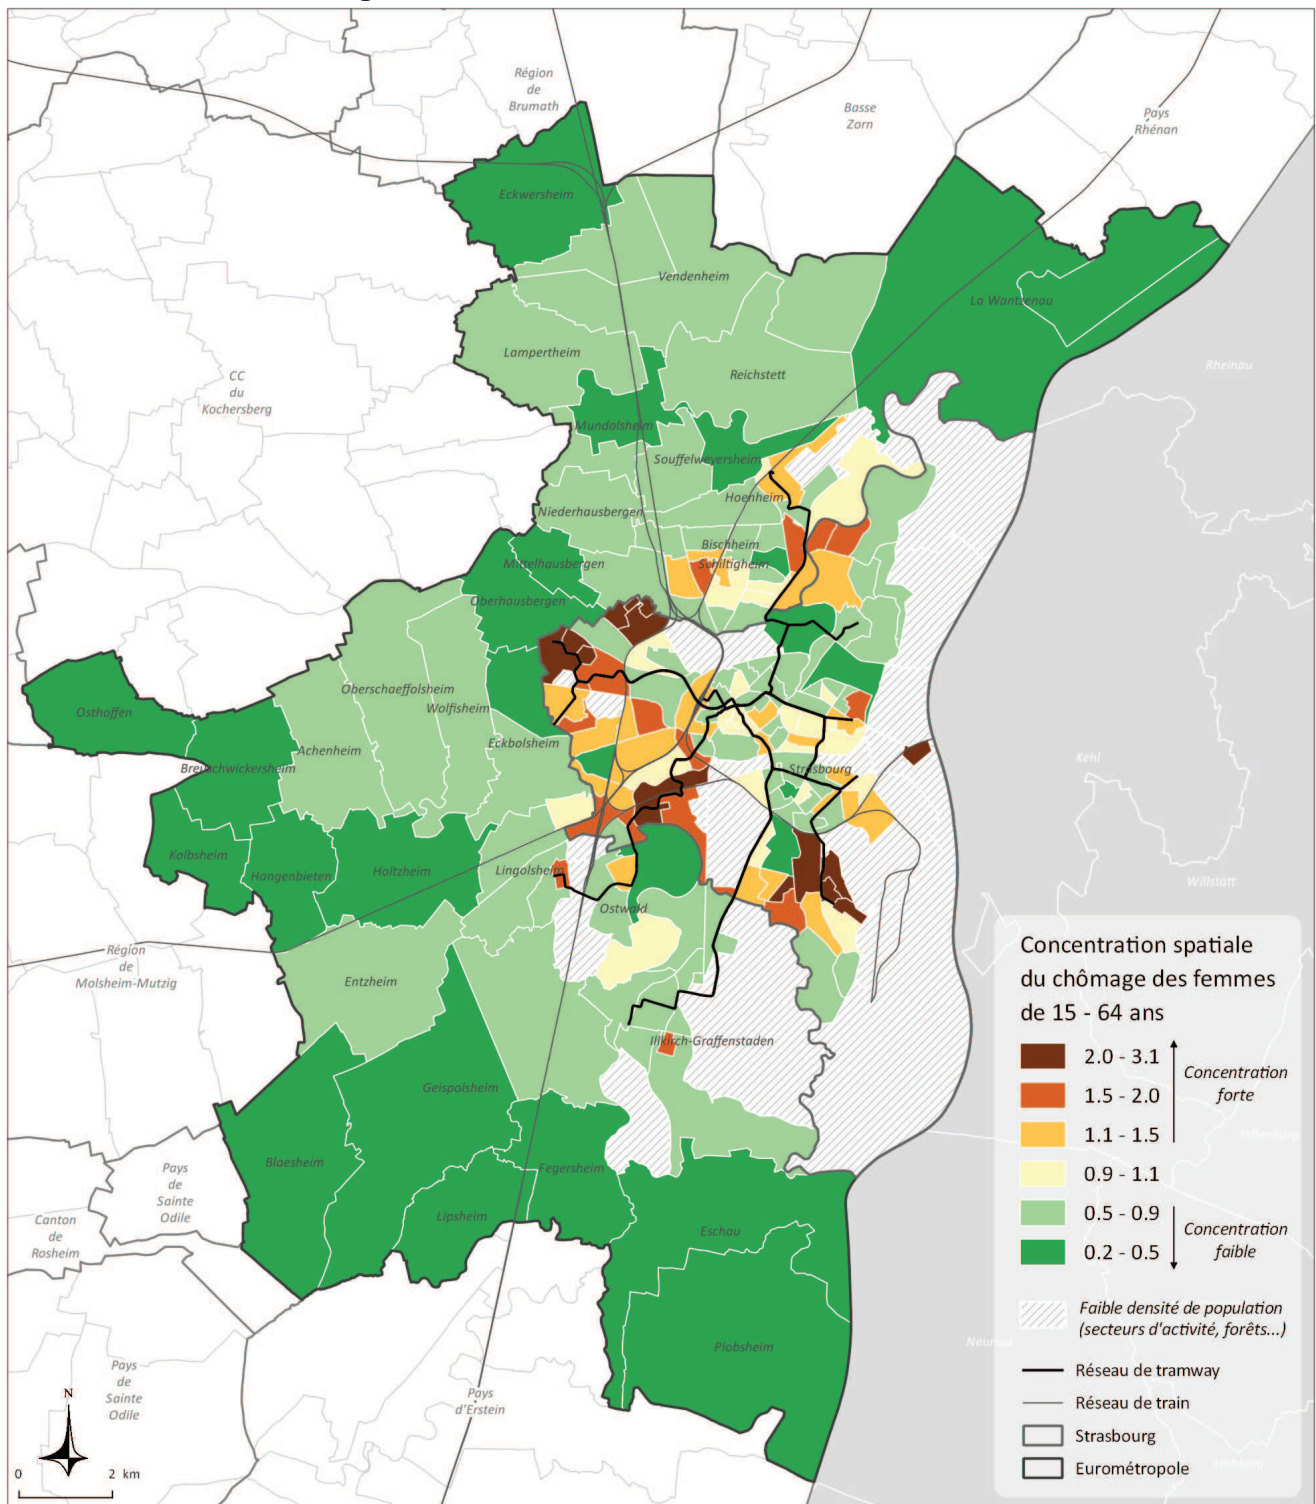 Région
de
Brumath
Basse
Zorn
Pays
Rhénan
Eckwersheim
Vendenheim
La Wantzenau
Lampertheim
Reichstett
Rheinau
CC
du
Kochersberg
Mundolsheim
Souffelweyersheim
Hoenheim
Niederhausbergen
Bischheim
Schiltigheim
Mittelhausbergen
Oberhausbergen
Oberschaeffolsheim
Wolfisheim
Osthoffen
Achenheim
Eckbolsheim
Breuschwickersheim
Strasbourg
Kehl
Kolbsheim
Hangenbieten
Holtzheim
Lingolsheim
Willstätt
Ostwald
Région
de
Molsheim-Mutzig
Entzheim
Illkirch-Graffenstaden
Geispolsheim
Blaesheim
Fegersheim
Lipsheim
Eschau
Plobsheim
Pays
de
Sainte
Odile
Canton
de
Rosheim
Pays
de
Sainte
Odile
Pays
d'Erstein
Offenburg
Neuried
Hohberg
N
0 2 km
Concentration spatiale
du chômage des femmes
de 15 - 64 ans
2.0 - 3.1
1.5 - 2.0
1.1 - 1.5
0.9 - 1.1
0.5 - 0.9
0.2 - 0.5
Concentration
forte
Concentration
faible
Faible densité de population
(secteurs d'activité, forêts...)
Réseau de tramway
Réseau de train
Strasbourg
Eurométropole